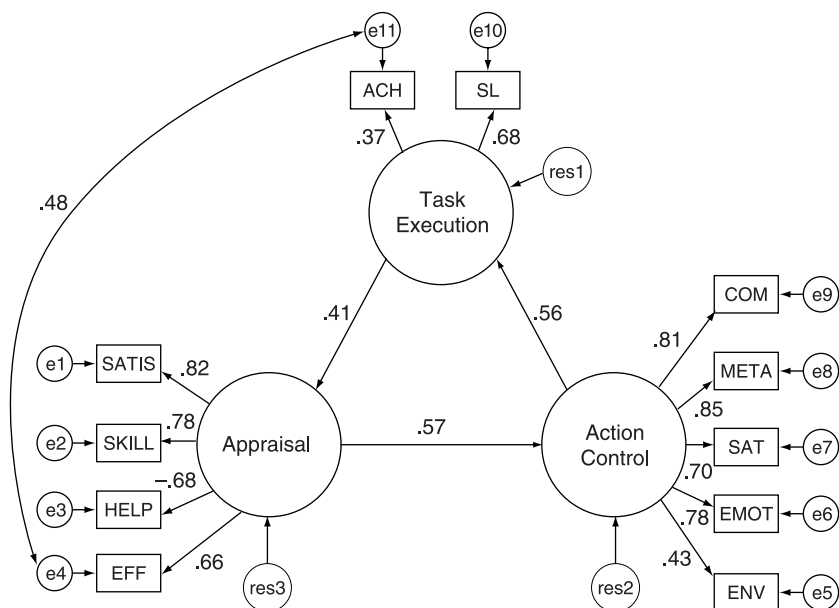 e11
e10
ACH
SL
.37
.68
res1
Task
Execution
.48
.41
.56
COM
e9
.81
e1
SATIS
.82
META
e8
.85
e2
SKILL
.78
Appraisal
.57
Action
Control
SAT
e7
.70
–.68
e3
HELP
EMOT
e6
.78
.43
e4
EFF
.66
res3
res2
ENV
e5